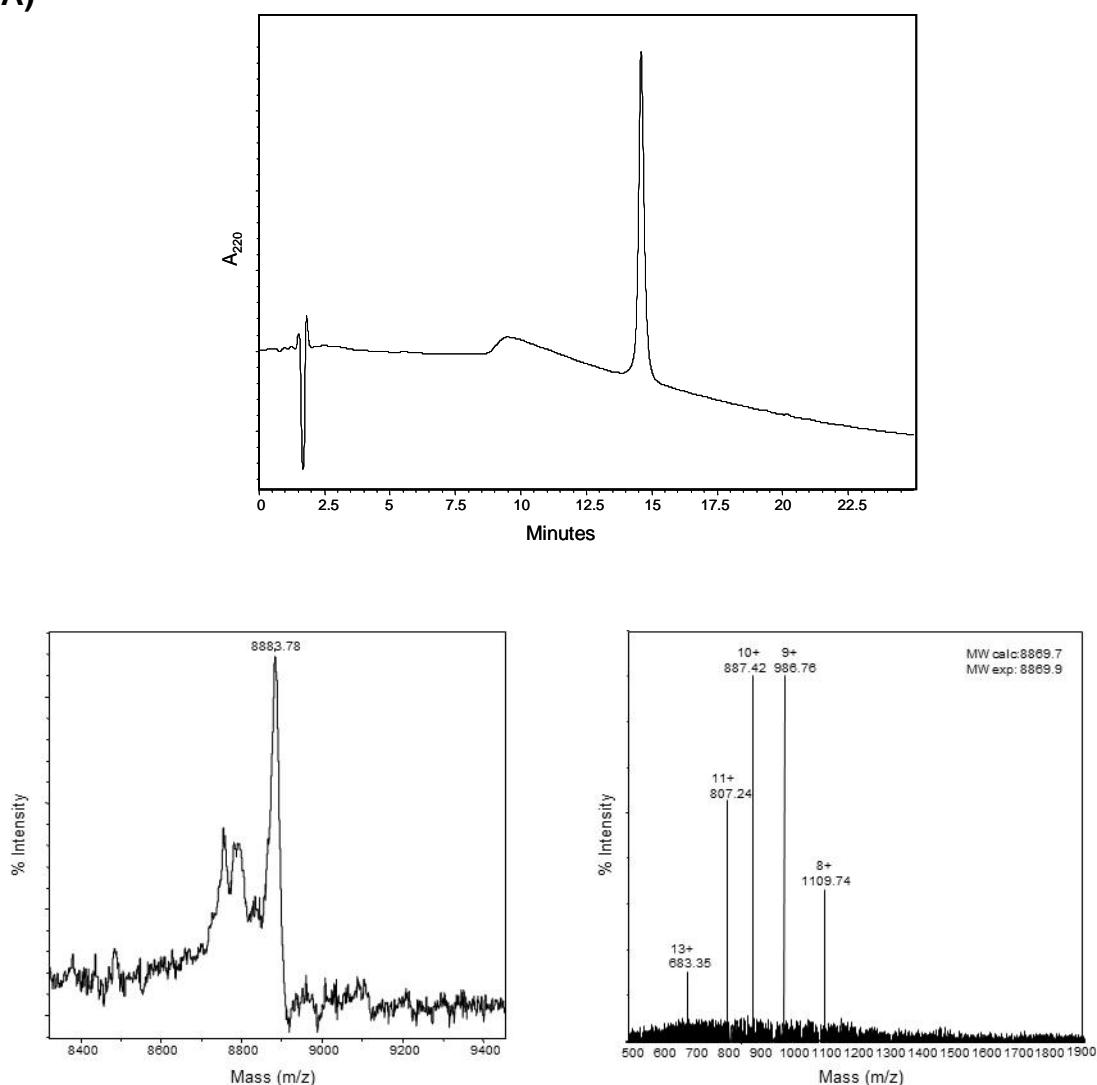 A)
A220
0 2.5 5 7.5 10 12.5 15 17.5 20 22.5
Minutes
8883.78
% Intensity
8400 8600 8800 9000 9200 9400
Mass (m/z)
10+ 9+
887.42 986.76
MW calc:8869.7
MW exp: 8869.9
11+
807.24
8+
1109.74
13+
683.35
% Intensity
500 600 700 800 900 1000 1100 1200 1300 1400 1500 1600 1700 1800 1900
Mass (m/z)